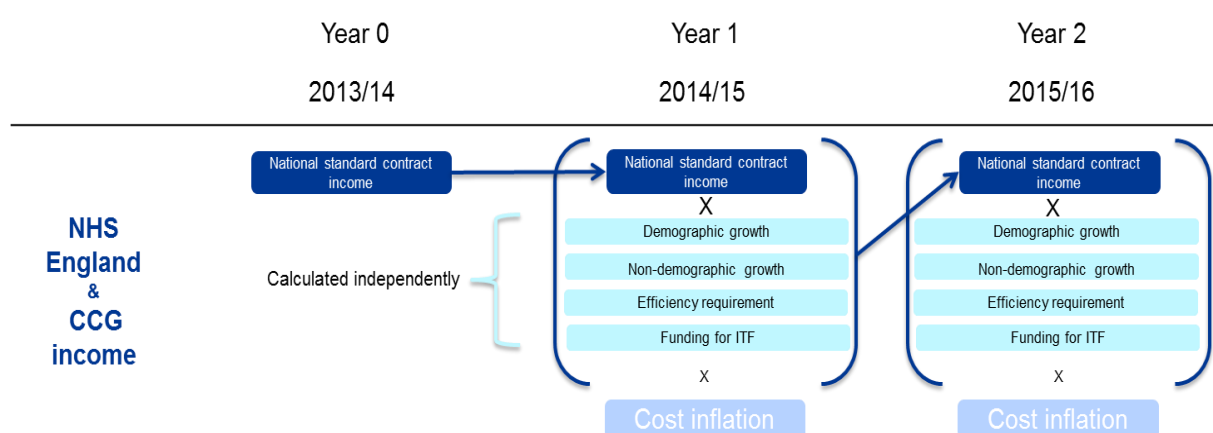 Year 0
Year 1
Year 2
2013/14
2014/15
2015/16
NHS
England
&
CCG
income
National standard contract
income
Calculated independently
National standard contract
income
X
Demographic growth
Non-demographic growth
Efficiency requirement
Funding for ITF
X
Cost inflation
National standard contract
income
X
Demographic growth
Non-demographic growth
Efficiency requirement
Funding for ITF
X
Cost inflation